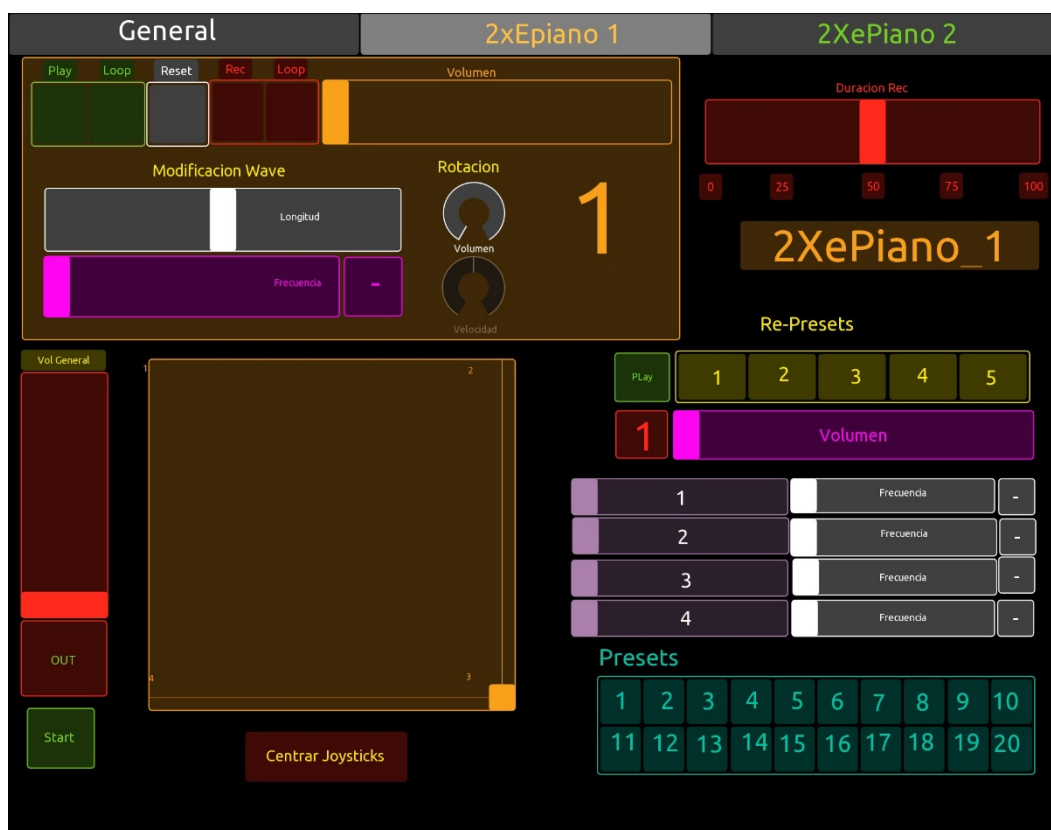 General
2xEpiano 1
2XePiano 2
Play Loop Reset Rec Loop Volumen
Duracion Rec
0 25 50 75 100
Modificacion Wave
Rotacion
1
Longitud
Volumen
Frecuencia
-
Velocidad
2XePiano_1
Re-Presets
Vol General
1 2
4 3
OUT
Start
Centrar Joysticks
PLay 1 2 3 4 5
1 Volumen
1 Frecuencia -
2 Frecuencia -
3 Frecuencia -
4 Frecuencia -
Presets
1 2 3 4 5 6 7 8 9 10
11 12 13 14 15 16 17 18 19 20